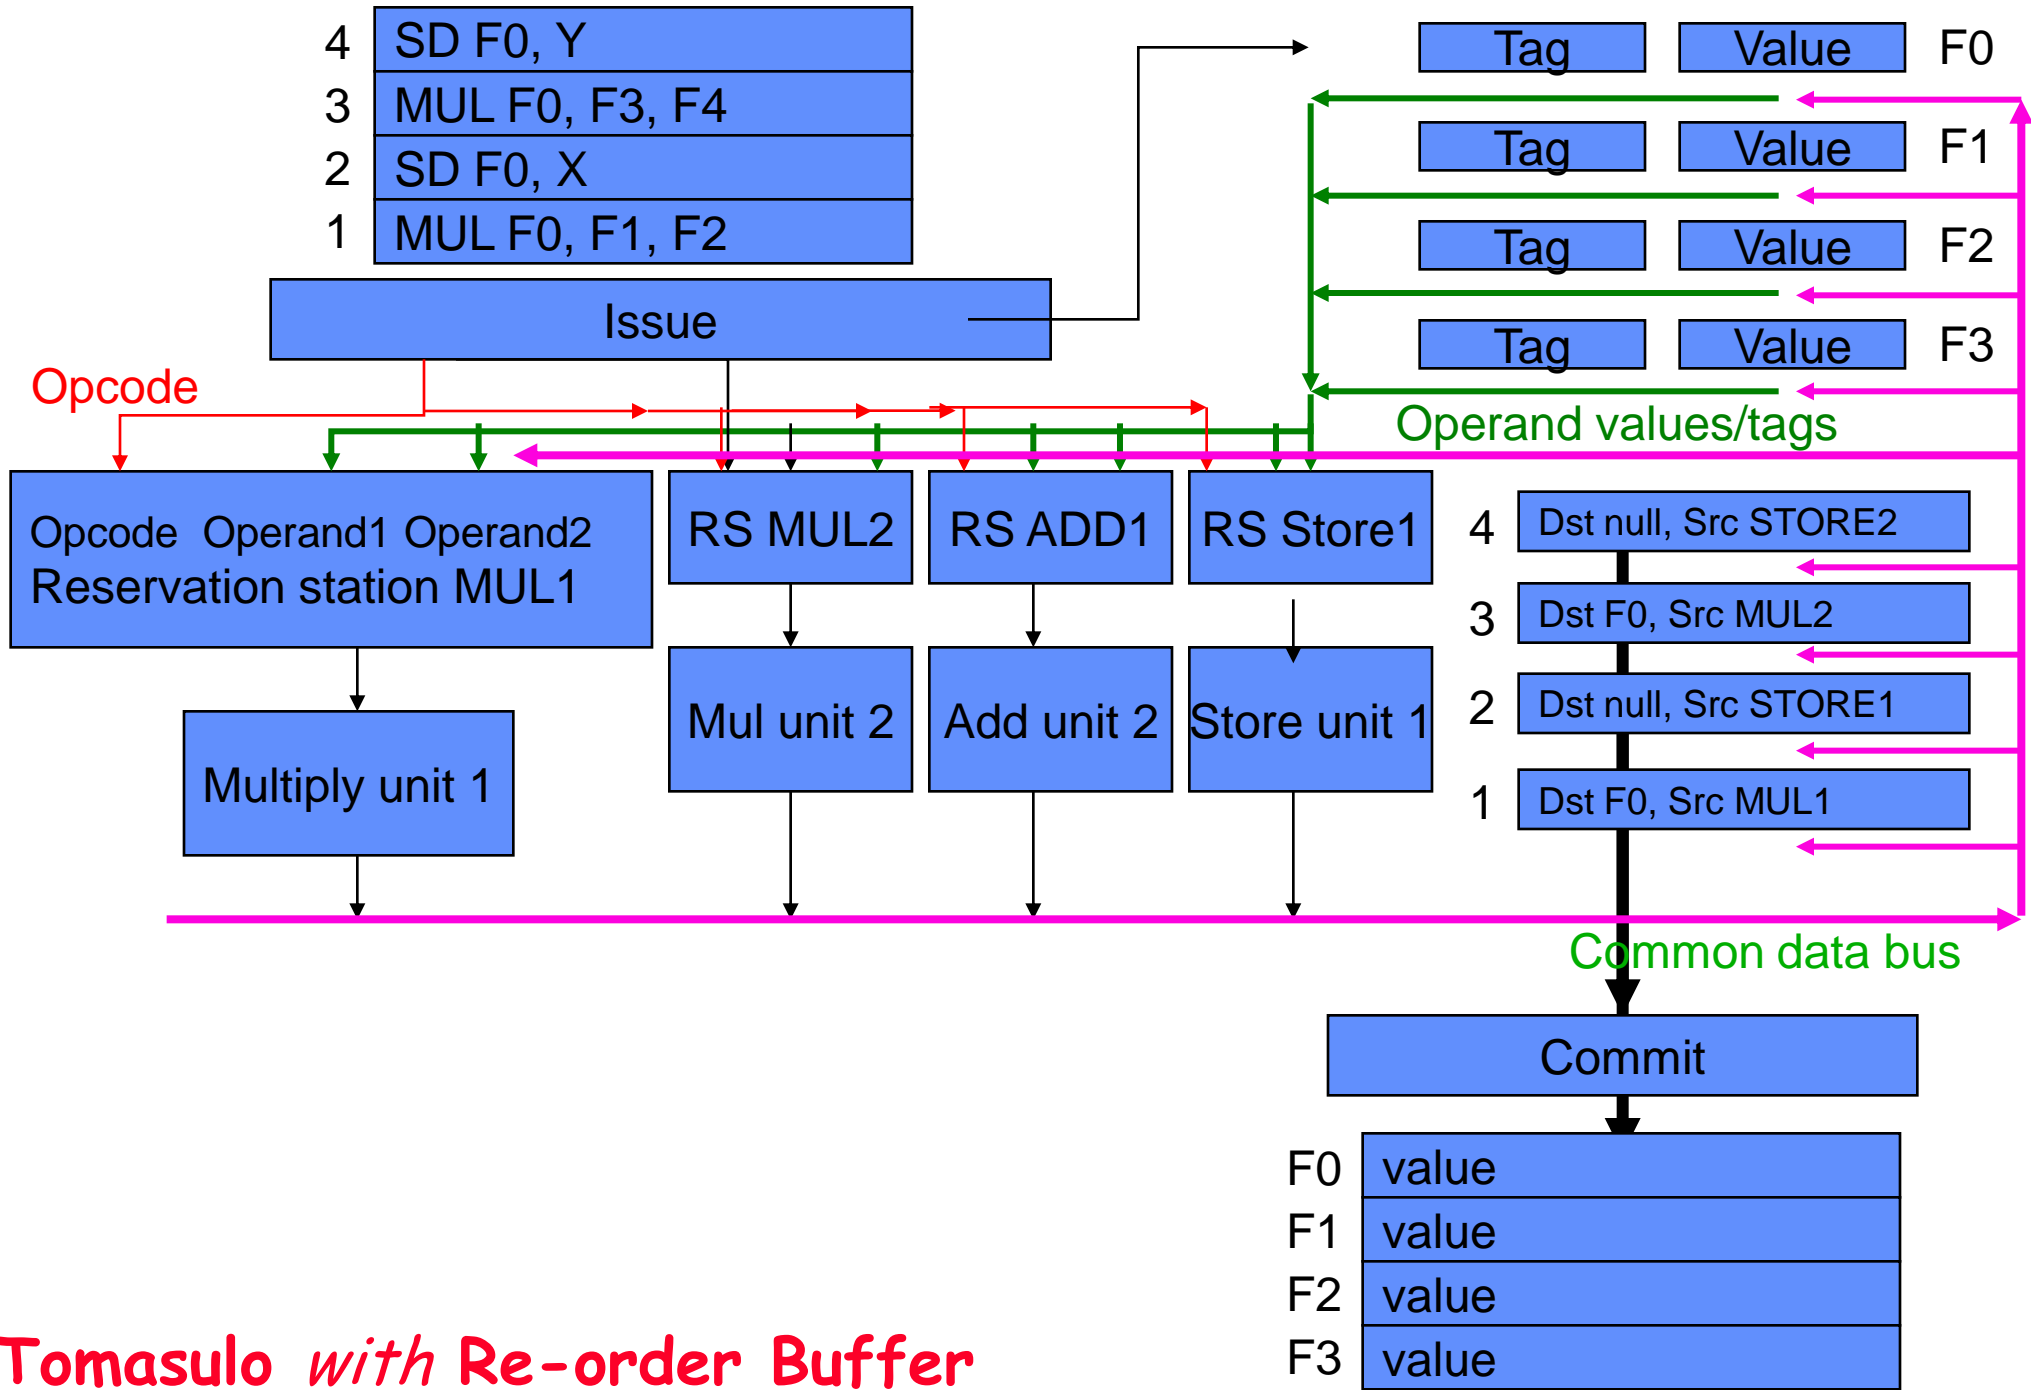 4 SD F0, Y
3 MUL F0, F3, F4
2 SD F0, X
1 MUL F0, F1, F2
Issue
Tag Value F0
Tag Value F1
Tag Value F2
Tag Value F3
Opcode
Operand values/tags
Opcode Operand1 Operand2
Reservation station MUL1
RS MUL2
RS ADD1
RS Store1
Multiply unit 1
Mul unit 2
Add unit 2
Store unit 1
4 Dst null, Src STORE2
3 Dst F0, Src MUL2
2 Dst null, Src STORE1
1 Dst F0, Src MUL1
Common data bus
Commit
F0 value
F1 value
F2 value
F3 value
Tomasulo with Re-order Buffer